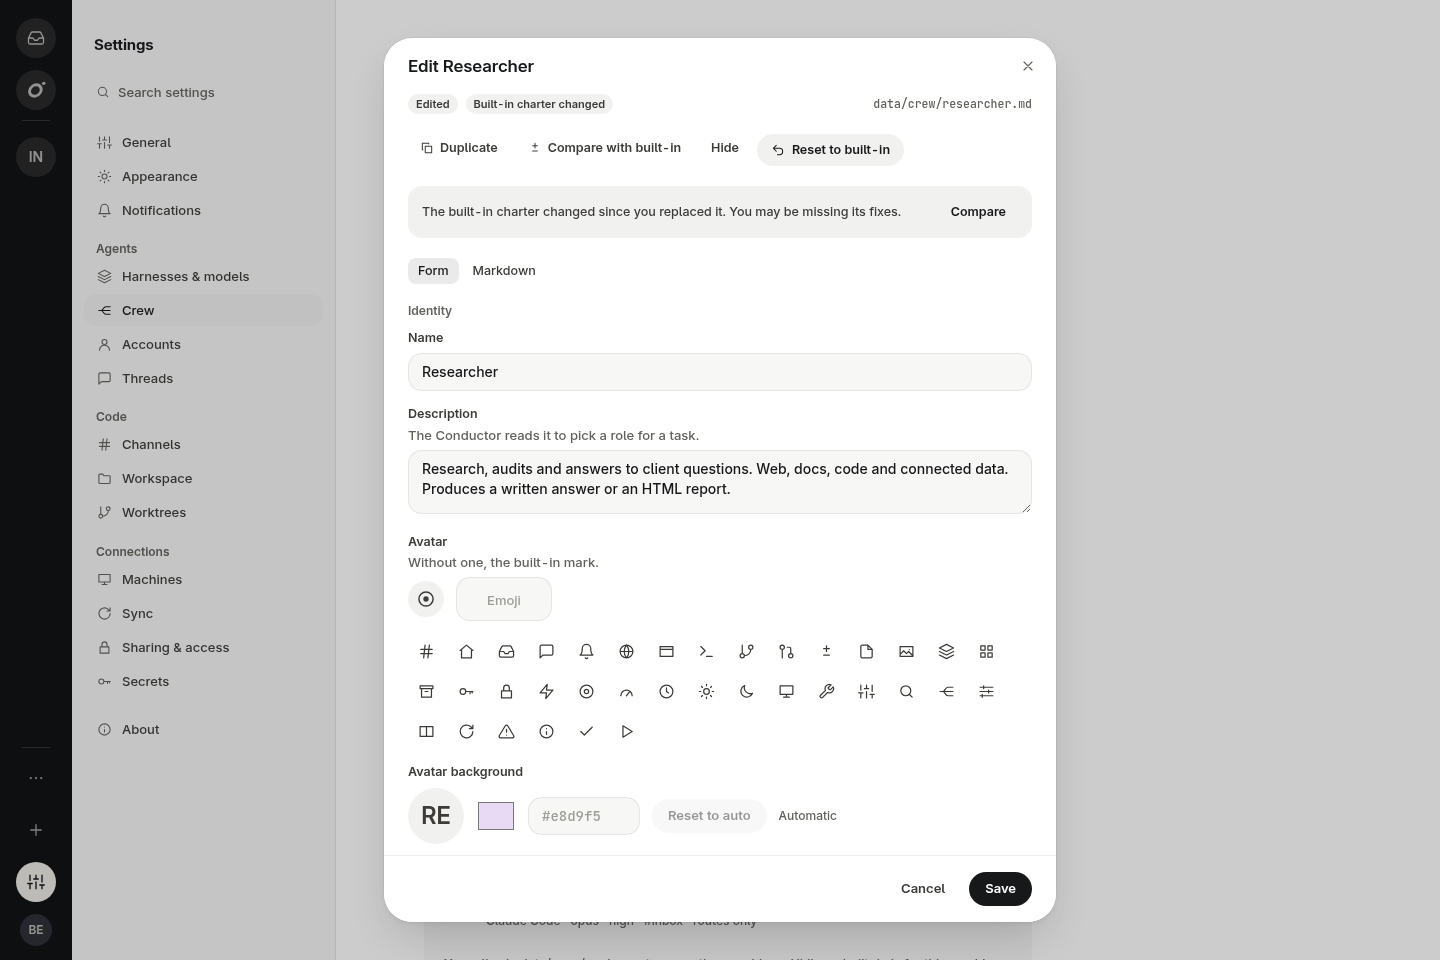 Settings
Search settings
IN
General
Appearance
Notifications
Agents
Harnesses & models
Crew
Accounts
Threads
Code
Channels
Workspace
Worktrees
Connections
Machines
Sync
Sharing & access
Secrets
About
BE
Edit Researcher
Edited
Built-in charter changed
data/crew/researcher.md
Duplicate
Compare with built-in
Hide
Reset to built-in
The built-in charter changed since you replaced it. You may be missing its fixes.
Compare
Form
Markdown
Identity
Name
Researcher
Description
The Conductor reads it to pick a role for a task.
Research, audits and answers to client questions. Web, docs, code and connected data.
Produces a written answer or an HTML report.
Avatar
Without one, the built-in mark.
Emoji
Avatar background
RE
#e8d9f5
Reset to auto
Automatic
Cancel
Save